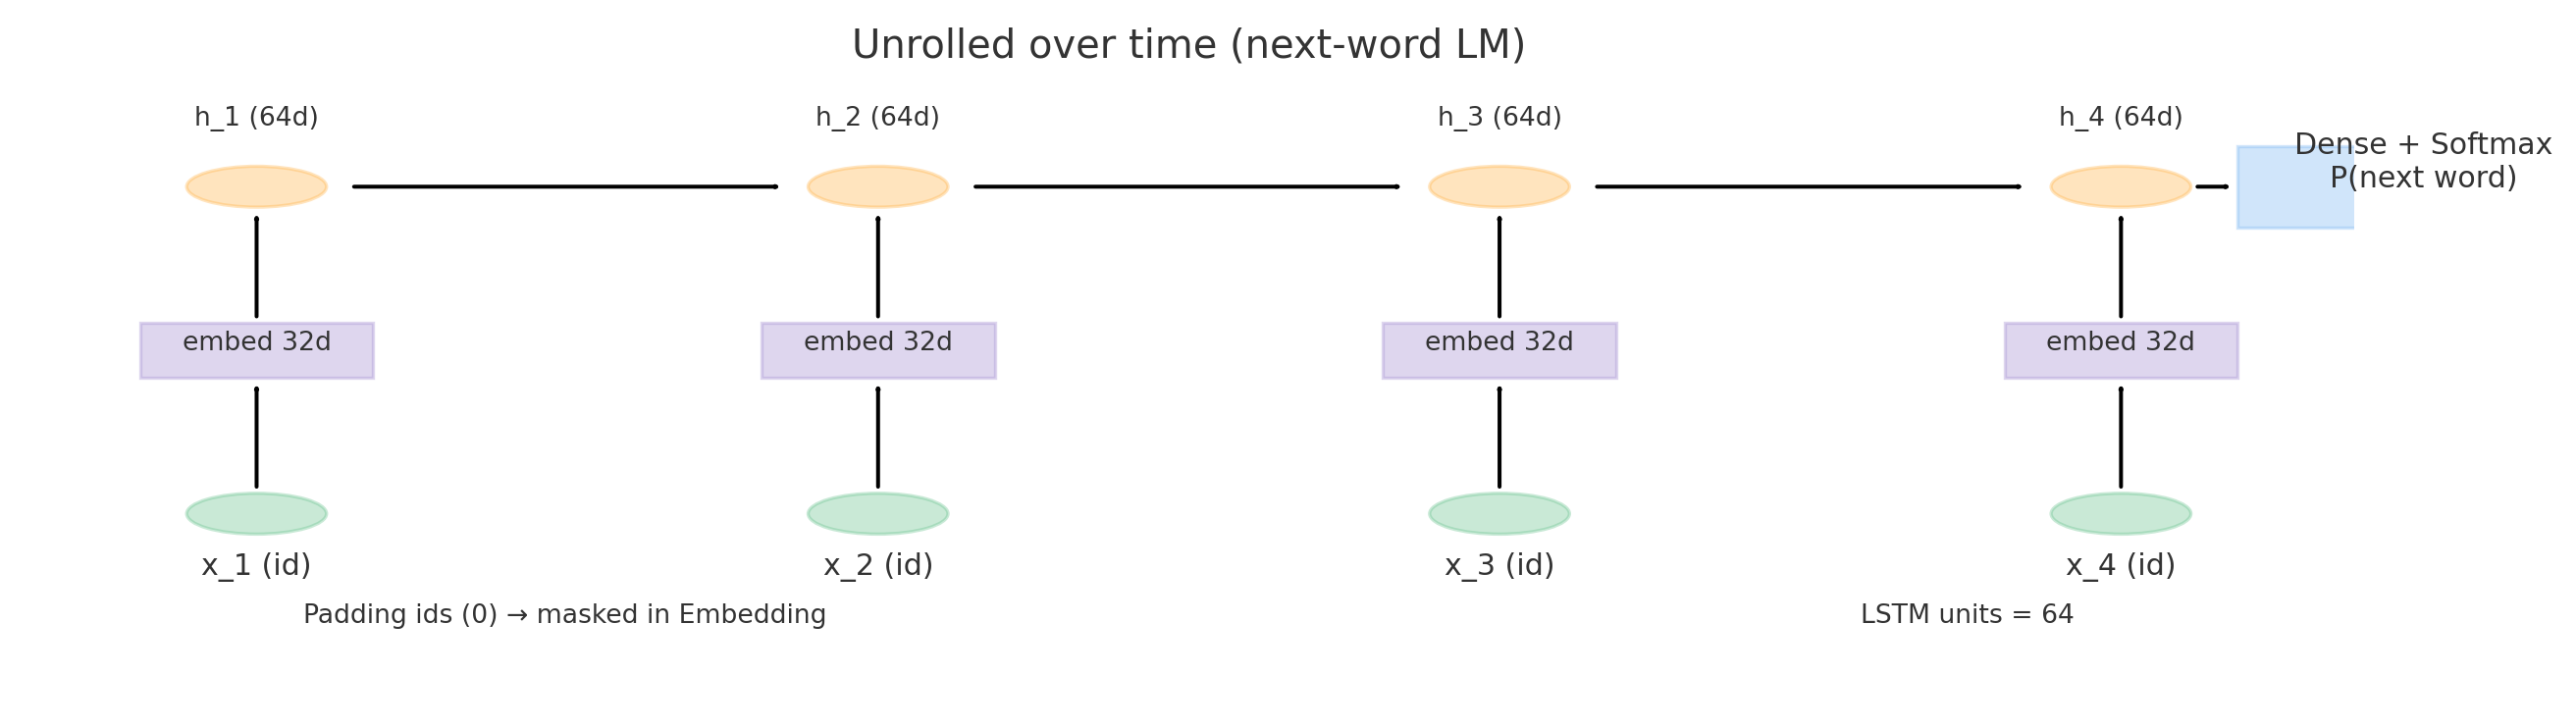 Unrolled over time (next-word LM)
h_1 (64d)
h_2 (64d)
h_3 (64d)
h_4 (64d)
Dense + Softmax
P(next word)
embed 32d
embed 32d
embed 32d
embed 32d
x_1 (id)
x_2 (id)
x_3 (id)
x_4 (id)
Padding ids (0) → masked in Embedding
LSTM units = 64